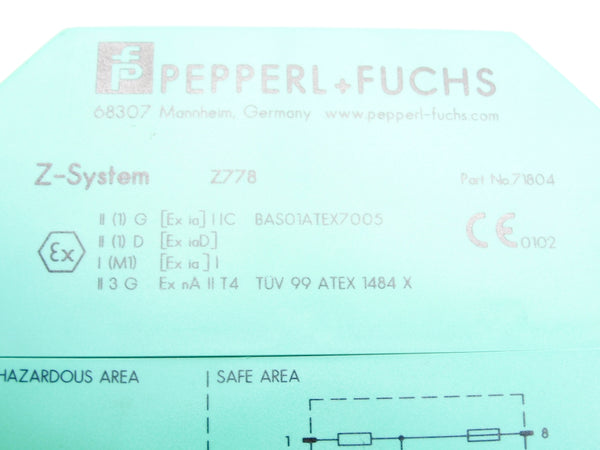 PEPPERL+FUCHS
68307 Mannheim, Germany www.pepperl-fuchs.com
Z-System Z778 Part No.71804
II (1) G [Ex ia] IIC BAS01ATEX7005
II (1) D [Ex iaD]
I (M1) [Ex ia] I
II 3 G Ex nA II T4 TÜV 99 ATEX 1484 X
Ex
CE 0102
HAZARDOUS AREA SAFE AREA
1 8